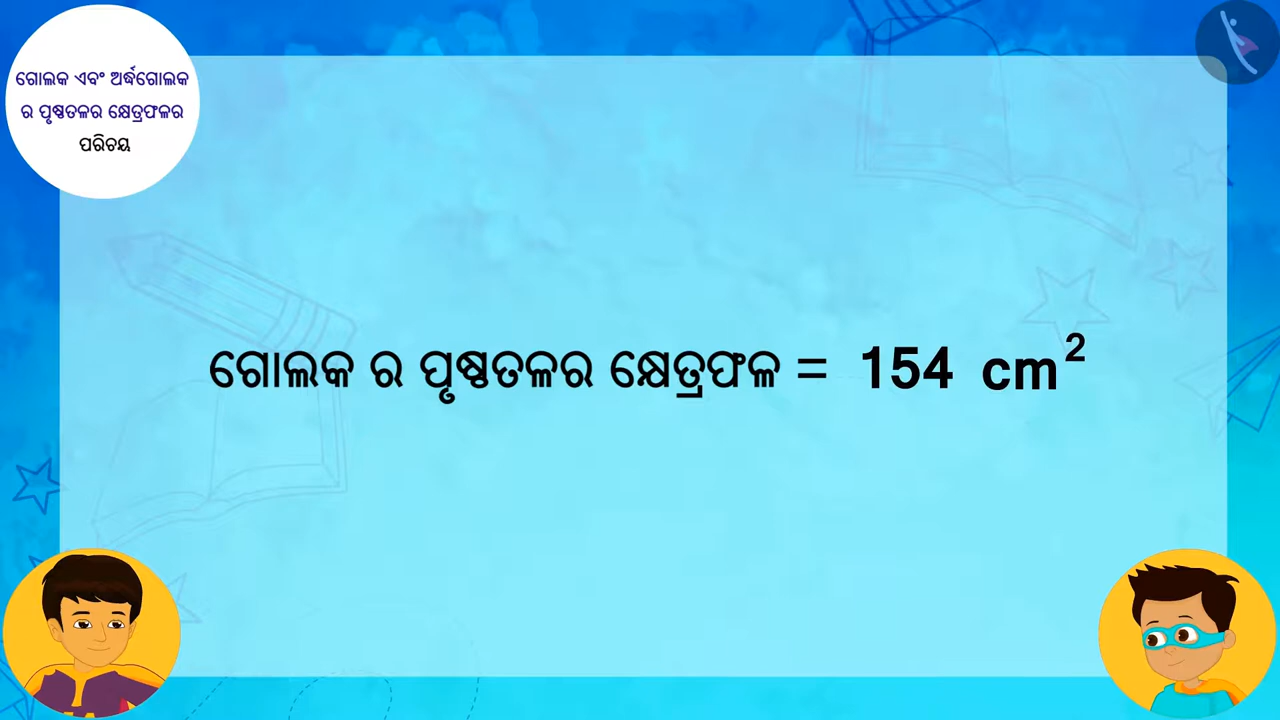 ଗୋଲକ ଏବଂ ଅର୍ଦ୍ଧଗୋଲକ
ର ପୃଷ୍ଠତଳର କ୍ଷେତ୍ରଫଳର
ପରିଚୟ
ଗୋଲକ ର ପୃଷ୍ଠତଳର କ୍ଷେତ୍ରଫଳ = 154 cm²